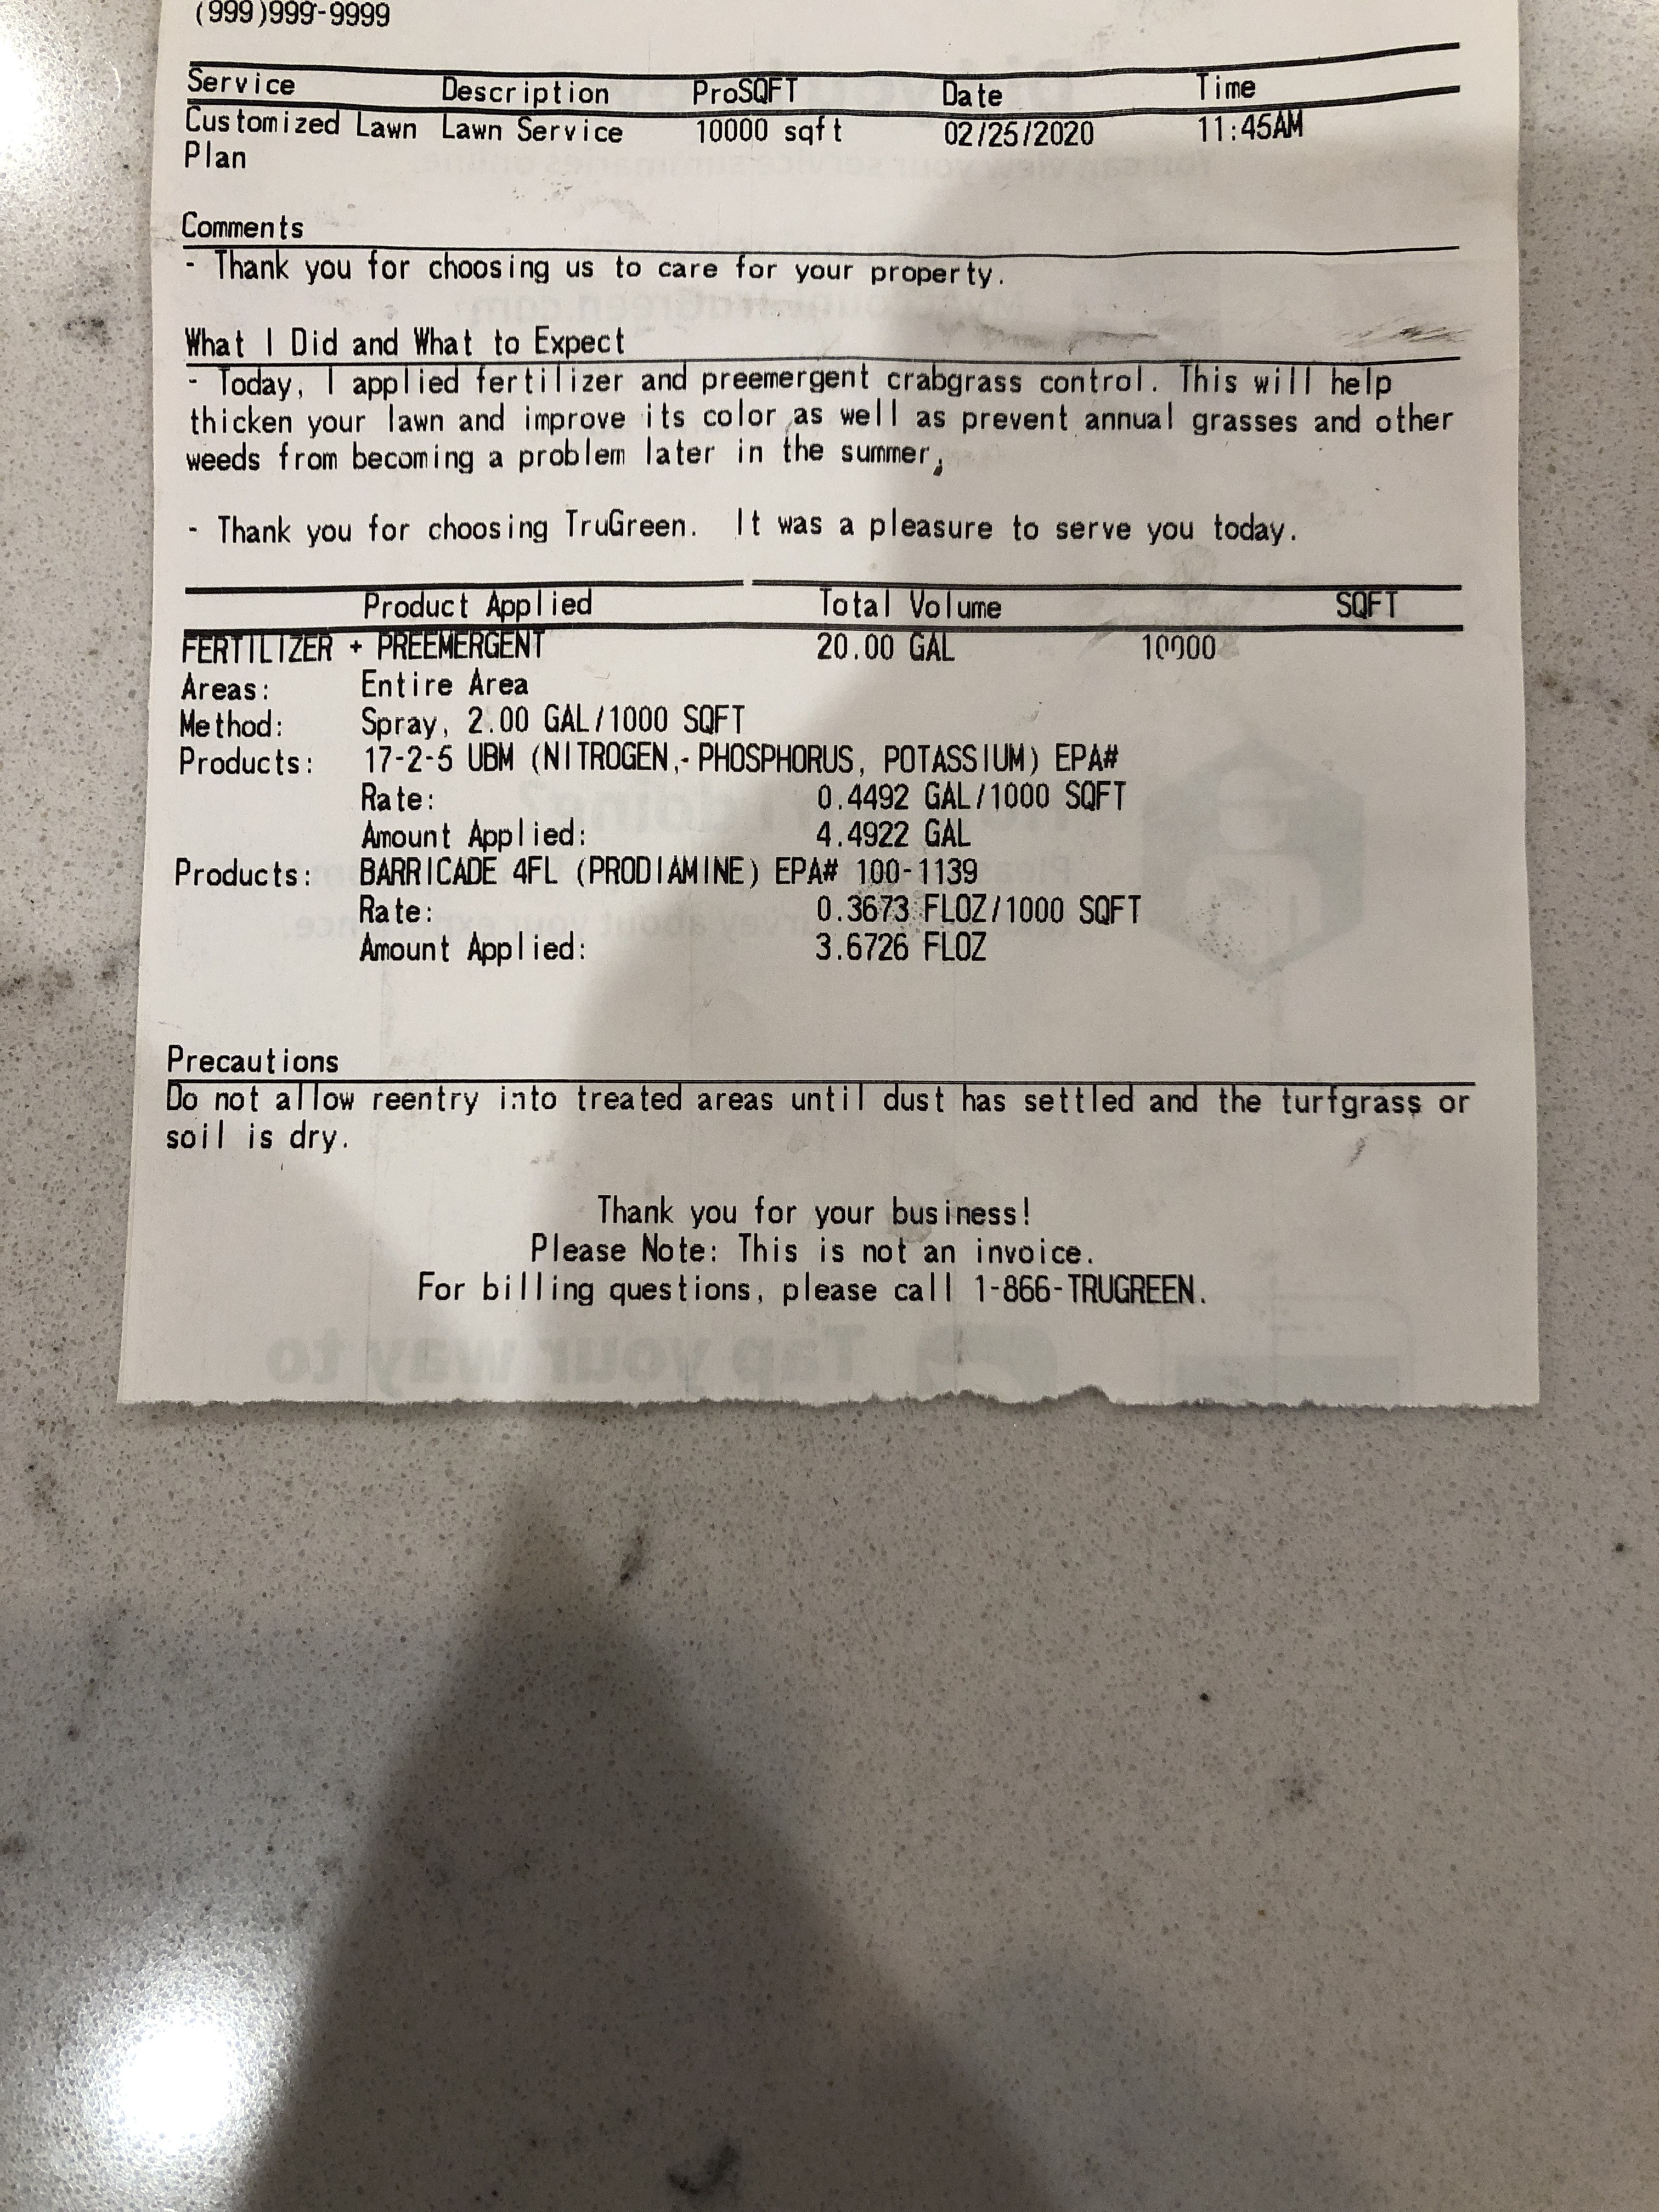 (999)999-9999
Service Description ProSQFT Date Time
Customized Lawn Lawn Service 10000 sqft 02/25/2020 11:45AM
Plan
Comments
- Thank you for choosing us to care for your property.
What I Did and What to Expect
- Today, I applied fertilizer and preemergent crabgrass control. This will help
thicken your lawn and improve its color as well as prevent annual grasses and other
weeds from becoming a problem later in the summer.
- Thank you for choosing TruGreen. It was a pleasure to serve you today.
Product Applied Total Volume SQFT
FERTILIZER + PREEMERGENT 20.00 GAL 10000
Areas: Entire Area
Method: Spray, 2.00 GAL/1000 SQFT
Products: 17-2-5 UBM (NITROGEN, PHOSPHORUS, POTASSIUM) EPA#
Rate: 0.4492 GAL/1000 SQFT
Amount Applied: 4.4922 GAL
Products: BARRICADE 4FL (PRODIAMINE) EPA# 100-1139
Rate: 0.3673 FLOZ/1000 SQFT
Amount Applied: 3.6726 FLOZ
Precautions
Do not allow reentry into treated areas until dust has settled and the turfgrass or
soil is dry.
Thank you for your business!
Please Note: This is not an invoice.
For billing questions, please call 1-866-TRUGREEN.
Tap your way to